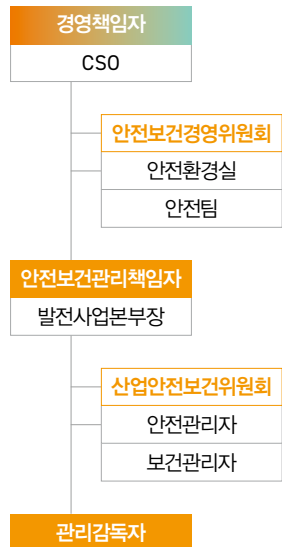 경영책임자
CSO
안전보건경영위원회
안전환경실
안전팀
안전보건관리책임자
발전사업본부장
산업안전보건위원회
안전관리자
보건관리자
관리감독자